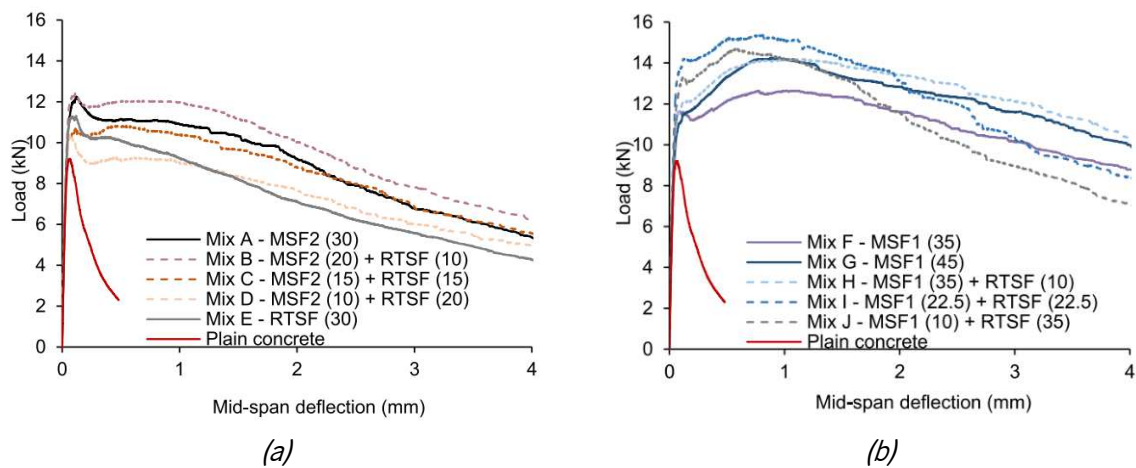 16
14
12
10
8
6
4
2
0
Load (kN)
Mix A - MSF2 (30)
Mix B - MSF2 (20) + RTSF (10)
Mix C - MSF2 (15) + RTSF (15)
Mix D - MSF2 (10) + RTSF (20)
Mix E - RTSF (30)
Plain concrete
0 1 2 3 4
Mid-span deflection (mm)
(a)
16
14
12
10
8
6
4
2
0
Load (kN)
Mix F - MSF1 (35)
Mix G - MSF1 (45)
Mix H - MSF1 (35) + RTSF (10)
Mix I - MSF1 (22.5) + RTSF (22.5)
Mix J - MSF1 (10) + RTSF (35)
Plain concrete
0 1 2 3 4
Mid-span deflection (mm)
(b)